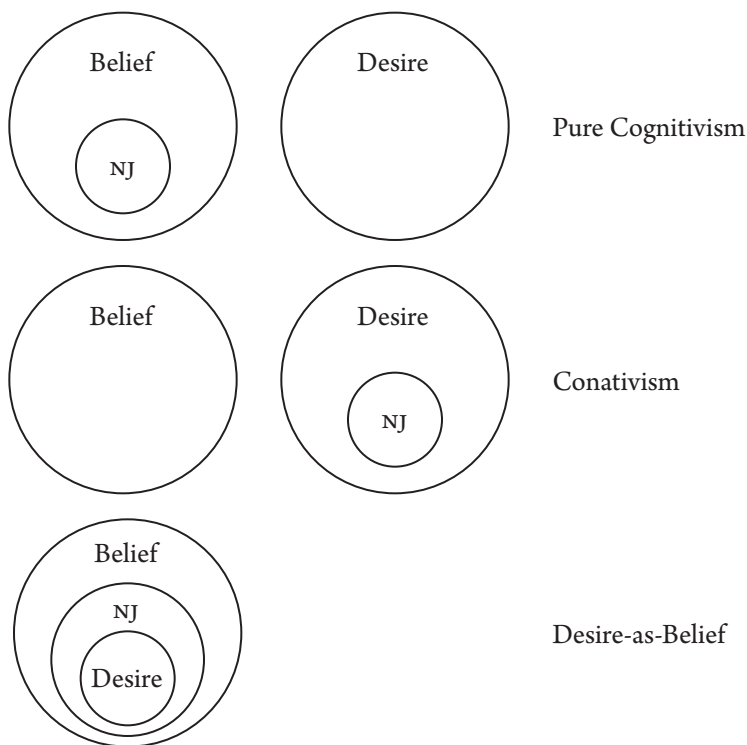 Belief
Desire
NJ
Pure Cognitivism
Belief
Desire
NJ
Conativism
Belief
NJ
Desire
Desire-as-Belief